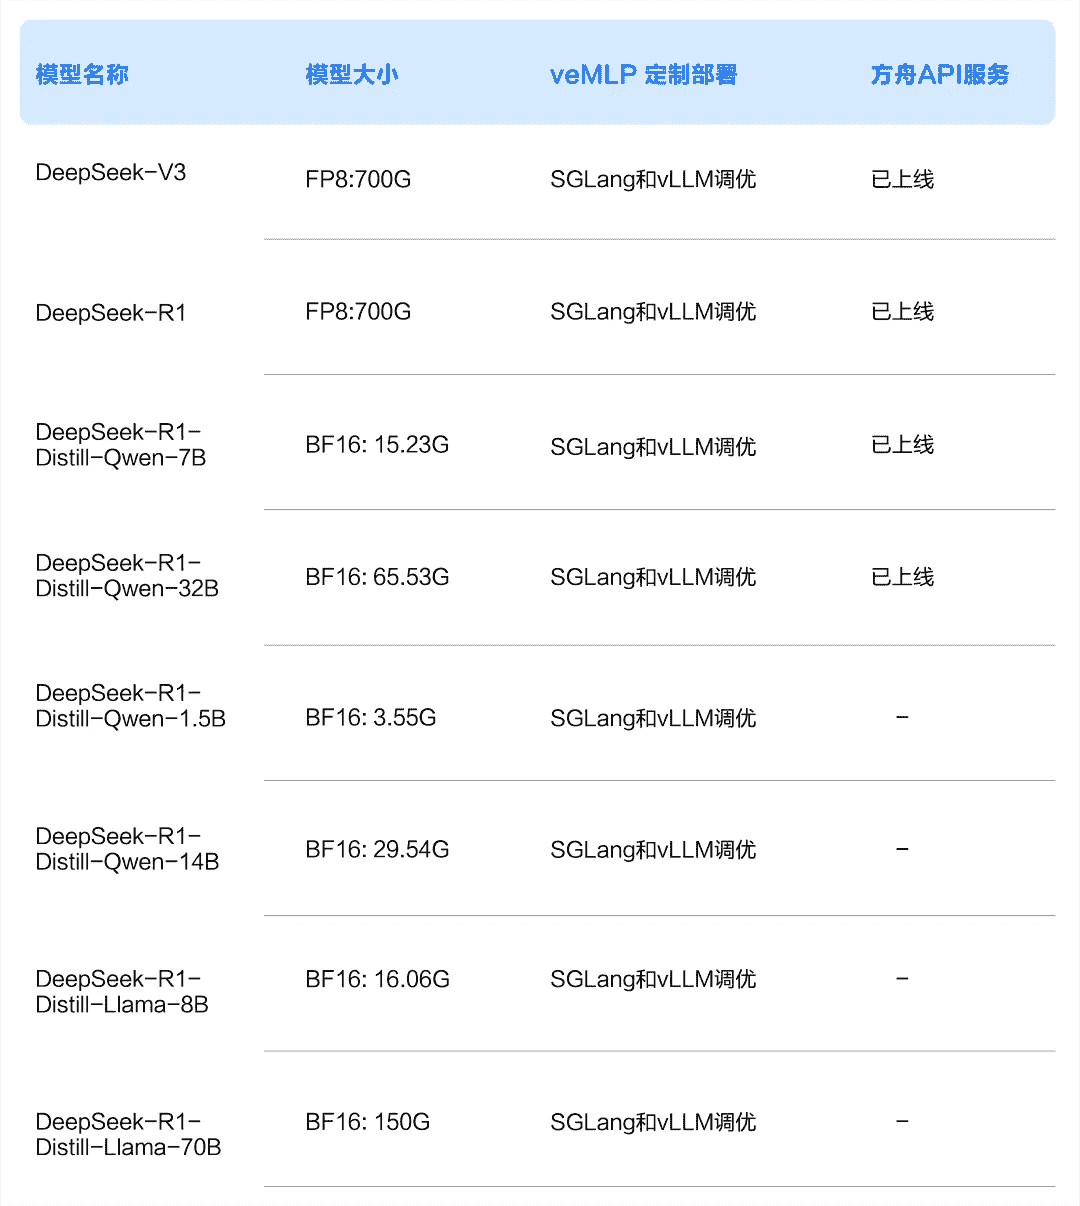 模型名称 模型大小 veMLP 定制部署 方舟API服务
DeepSeek-V3 FP8:700G SGLang和vLLM调优 已上线
DeepSeek-R1 FP8:700G SGLang和vLLM调优 已上线
DeepSeek-R1-
Distill-Qwen-7B BF16: 15.23G SGLang和vLLM调优 已上线
DeepSeek-R1-
Distill-Qwen-32B BF16: 65.53G SGLang和vLLM调优 已上线
DeepSeek-R1-
Distill-Qwen-1.5B BF16: 3.55G SGLang和vLLM调优 -
DeepSeek-R1-
Distill-Qwen-14B BF16: 29.54G SGLang和vLLM调优 -
DeepSeek-R1-
Distill-Llama-8B BF16: 16.06G SGLang和vLLM调优 -
DeepSeek-R1-
Distill-Llama-70B BF16: 150G SGLang和vLLM调优 -